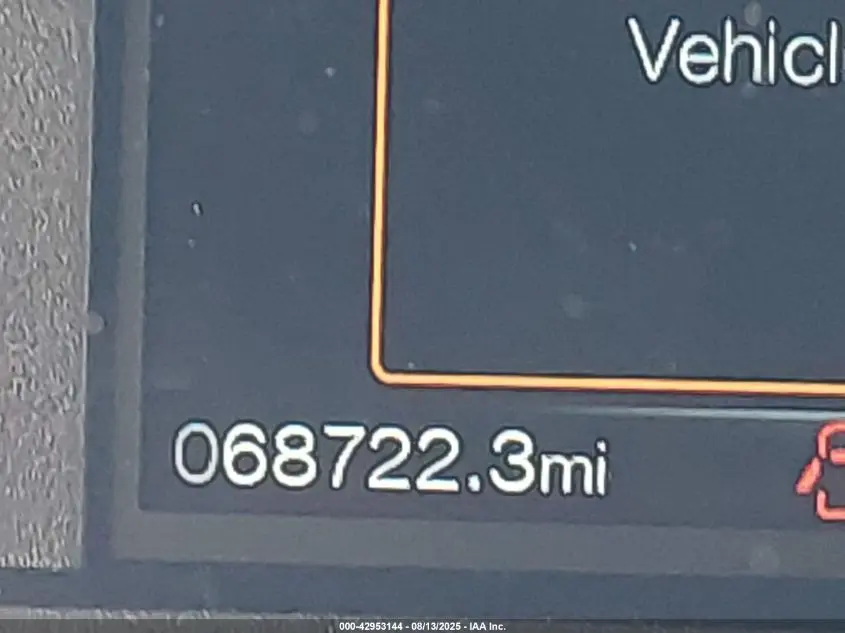 Vehicl
068722.3mi
000-42953144 - 08/13/2025 - IAA Inc.